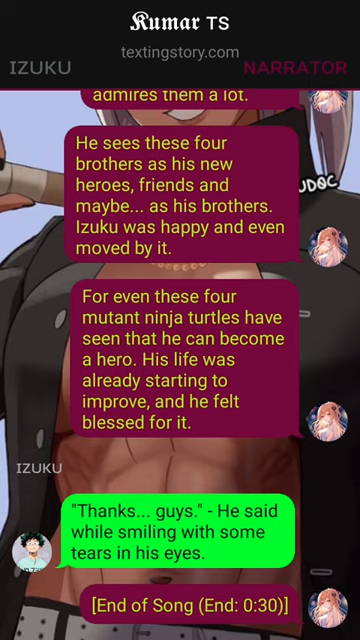 Kumar TS
textingstory.com
IZUKU
NARRATOR
admires them a lot.
He sees these four
brothers as his new
heroes, friends and
maybe... as his brothers.
Izuku was happy and even
moved by it.
For even these four
mutant ninja turtles have
seen that he can become
a hero. His life was
already starting to
improve, and he felt
blessed for it.
IZUKU
"Thanks... guys." - He said
while smiling with some
tears in his eyes.
[End of Song (End: 0:30)]